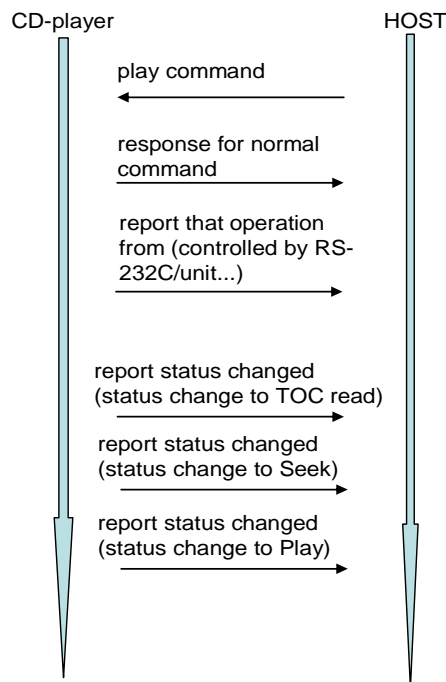 CD-player HOST
play command
response for normal
command
report that operation
from (controlled by RS-
232C/unit...)
report status changed
(status change to TOC read)
report status changed
(status change to Seek)
report status changed
(status change to Play)